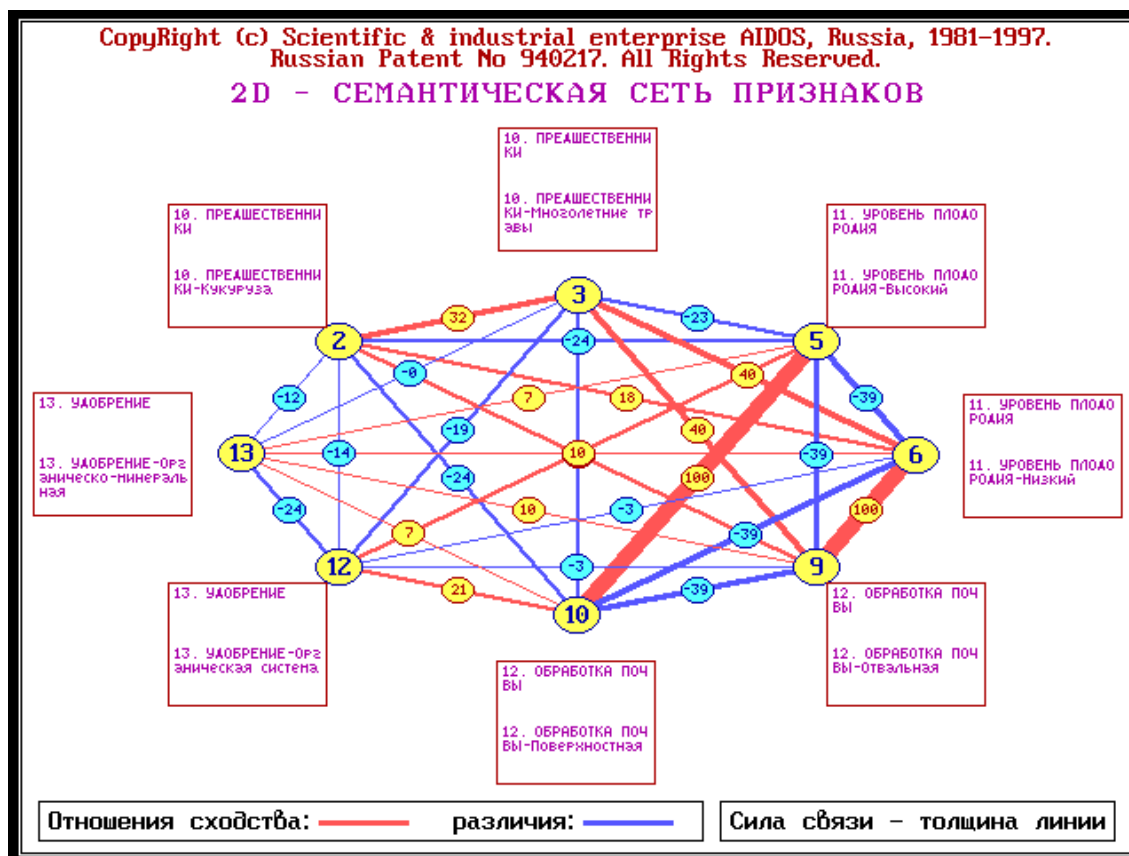 CopyRight (c) Scientific & industrial enterprise AIDOS, Russia, 1981-1997.
Russian Patent No 940217. All Rights Reserved.
2D - СЕМАНТИЧЕСКАЯ СЕТЬ ПРИЗНАКОВ
10. ПРЕДШЕСТВЕННИ
КИ
10. ПРЕДШЕСТВЕННИ
КИ-Многолетние тр
авы
10. ПРЕДШЕСТВЕННИ
КИ
10. ПРЕДШЕСТВЕННИ
КИ-Кукуруза
11. УРОВЕНЬ ПЛОДО
РОДИЯ
11. УРОВЕНЬ ПЛОДО
РОДИЯ-Высокий
3
32
-23
2
-24
5
-0
40
-12
7
18
-39
13. УДОБРЕНИЕ
13. УДОБРЕНИЕ-Орг
аническо-минераль
ная
11. УРОВЕНЬ ПЛОДО
РОДИЯ
11. УРОВЕНЬ ПЛОДО
РОДИЯ-Низкий
-19
40
13
-14
10
-39
6
-24
100
-24
10
-3
100
7
-39
12
-3
9
21
-39
10
13. УДОБРЕНИЕ
13. УДОБРЕНИЕ-Орг
аническая система
12. ОБРАБОТКА ПОЧ
ВЫ
12. ОБРАБОТКА ПОЧ
ВЫ-Отвальная
12. ОБРАБОТКА ПОЧ
ВЫ
12. ОБРАБОТКА ПОЧ
ВЫ-Поверхностная
Отношения сходства: различия:
Сила связи - толщина линии